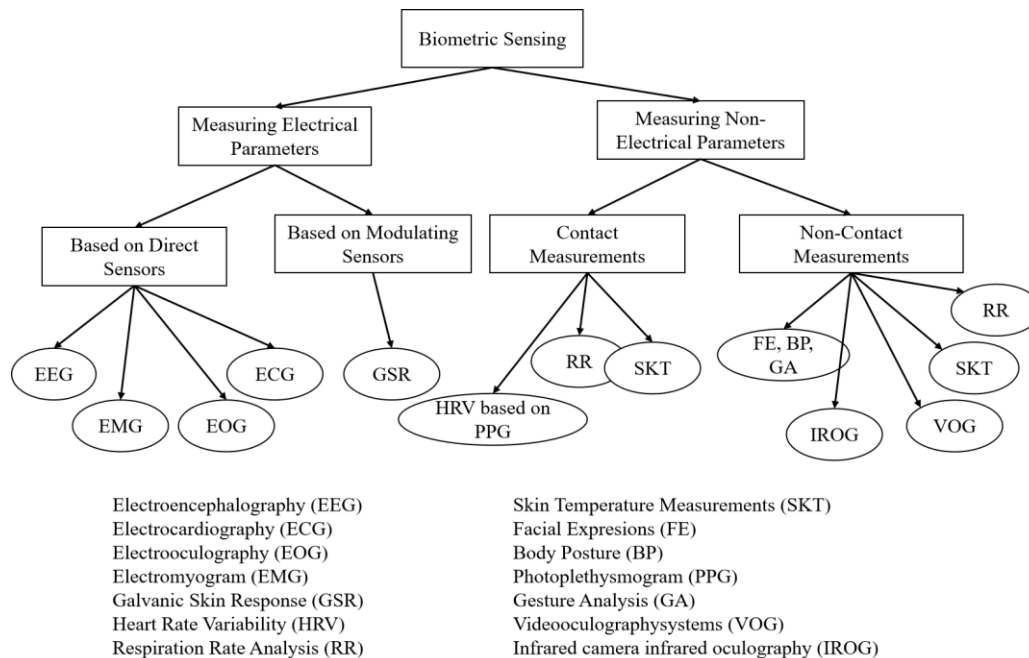 Biometric Sensing
Measuring Electrical
Parameters
Measuring Non-
Electrical Parameters
Based on Direct
Sensors
Based on Modulating
Sensors
Contact
Measurements
Non-Contact
Measurements
EEG
EMG
EOG
ECG
GSR
HRV based on
PPG
RR
SKT
FE, BP,
GA
IROG
VOG
SKT
RR
Electroencephalography (EEG)
Electrocardiography (ECG)
Electrooculography (EOG)
Electromyogram (EMG)
Galvanic Skin Response (GSR)
Heart Rate Variability (HRV)
Respiration Rate Analysis (RR)
Skin Temperature Measurements (SKT)
Facial Expresions (FE)
Body Posture (BP)
Photoplethysmogram (PPG)
Gesture Analysis (GA)
Videooculographysystems (VOG)
Infrared camera infrared oculography (IROG)